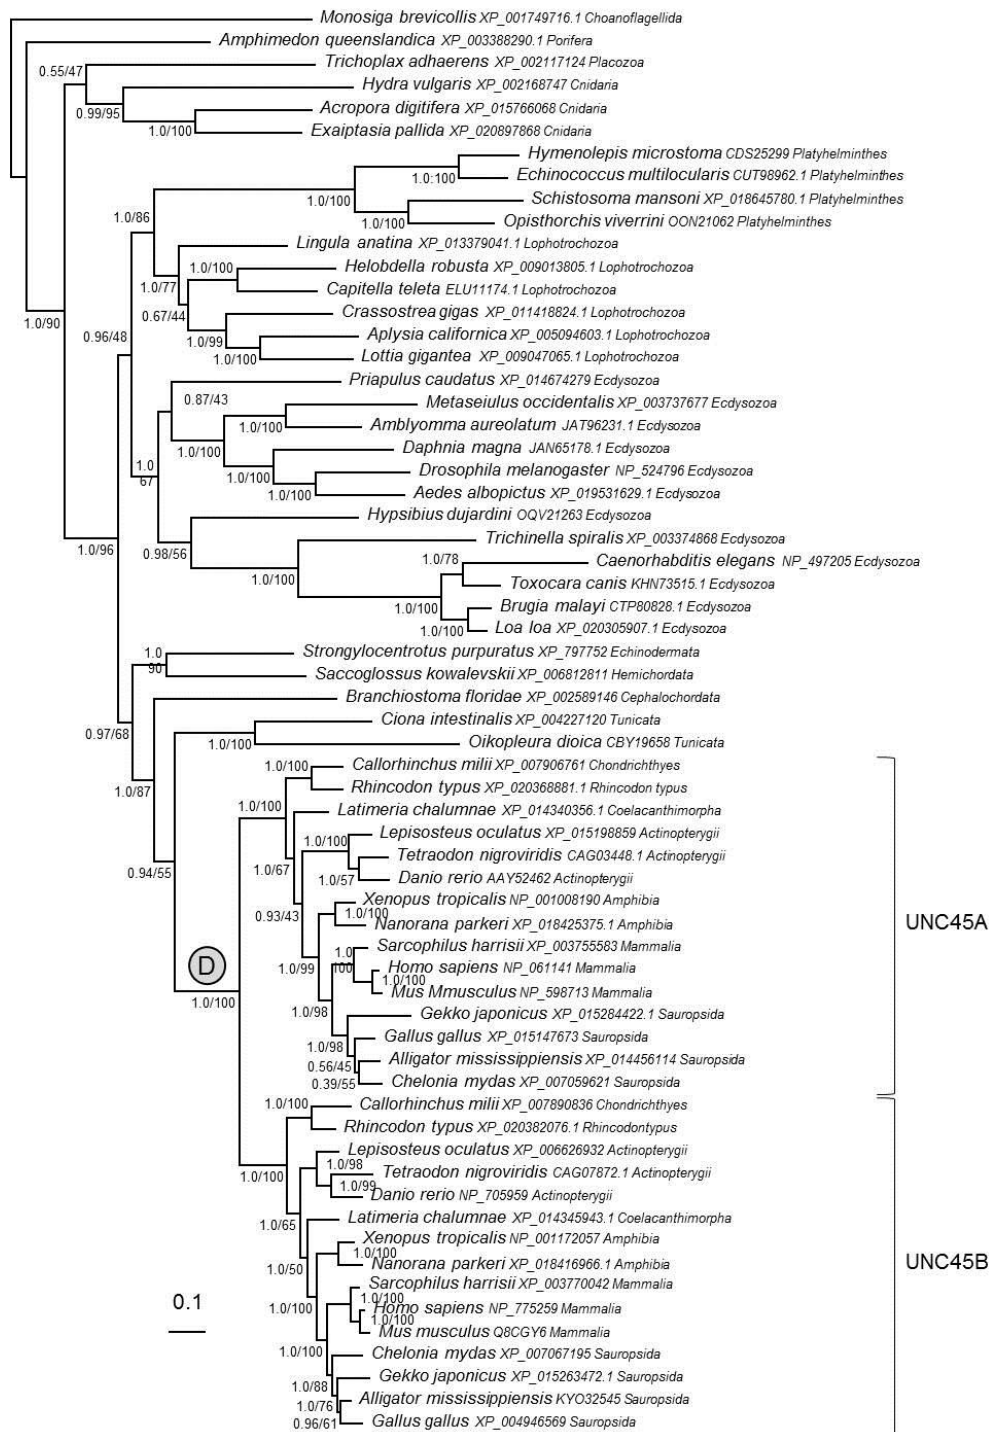 Monosiga brevicollis XP_001749716.1 Choanoflagellida
Amphimedon queenslandica XP_003388290.1 Porifera
Trichoplax adhaerens XP_002117124 Placozoa
0.55/47
Hydra vulgaris XP_002168747 Cnidaria
Acropora digitifera XP_015766068 Cnidaria
0.99/95
Exaiptasia pallida XP_020897868 Cnidaria
1.0/100
Hymenolepis microstoma CDS25299 Platyhelminthes
Echinococcus multilocularis CUT98962.1 Platyhelminthes
1.0:100
Schistosoma mansoni XP_018645780.1 Platyhelminthes
1.0/100
Opisthorchis viverrini OON21062 Platyhelminthes
1.0/86
1.0/100
Lingula anatina XP_013379041.1 Lophotrochozoa
Helobdella robusta XP_009013805.1 Lophotrochozoa
1.0/100
1.0/77
Capitella teleta ELU11174.1 Lophotrochozoa
Crassostrea gigas XP_011418824.1 Lophotrochozoa
0.67/44
1.0/90
Aplysia californica XP_005094603.1 Lophotrochozoa
0.96/48
1.0/99
Lottia gigantea XP_009047065.1 Lophotrochozoa
1.0/100
Priapulus caudatus XP_014674279 Ecdysozoa
0.87/43
Metaseiulus occidentalis XP_003737677 Ecdysozoa
Amblyomma aureolatum JAT96231.1 Ecdysozoa
1.0/100
Daphnia magna JAN65178.1 Ecdysozoa
1.0/100
1.0
67
Drosophila melanogaster NP_524796 Ecdysozoa
1.0/100
Aedes albopictus XP_019531629.1 Ecdysozoa
1.0/100
Hypsibius dujardini OQV21263 Ecdysozoa
Trichinella spiralis XP_003374868 Ecdysozoa
1.0/96
0.98/56
Caenorhabditis elegans NP_497205 Ecdysozoa
1.0/78
1.0/100
Toxocara canis KHN73515.1 Ecdysozoa
Brugia malayi CTP80828.1 Ecdysozoa
1.0/100
Loa loa XP_020305907.1 Ecdysozoa
1.0/100
Strongylocentrotus purpuratus XP_797752 Echinodermata
1.0
90
Saccoglossus kowalevskii XP_006812811 Hemichordata
Branchiostoma floridae XP_002589146 Cephalochordata
Ciona intestinalis XP_004227120 Tunicata
0.97/68
Oikopleura dioica CBY19658 Tunicata
1.0/100
Callorhinchus milii XP_007906761 Chondrichthyes
1.0/100
Rhincodon typus XP_020368881.1 Rhincodon typus
1.0/87
1.0/100
Latimeria chalumnae XP_014340356.1 Coelacanthimorpha
Lepisosteus oculatus XP_015198859 Actinopterygii
1.0/100
Tetraodon nigroviridis CAG03448.1 Actinopterygii
0.94/55
1.0/67
Danio rerio AAY52462 Actinopterygii
1.0/57
Xenopus tropicalis NP_001008190 Amphibia
0.93/43
1.0/100
Nanorana parkeri XP_018425375.1 Amphibia
UNC45A
Sarcophilus harrisii XP_003755583 Mammalia
1.0
100
D
1.0/99
Homo sapiens NP_061141 Mammalia
1.0/100
Mus Mmusculus NP_598713 Mammalia
1.0/100
1.0/98
Gekko japonicus XP_015284422.1 Sauropsida
Gallus gallus XP_015147673 Sauropsida
1.0/98
Alligator mississippiensis XP_014456114 Sauropsida
0.56/45
Chelonia mydas XP_007059621 Sauropsida
0.39/55
Callorhinchus milii XP_007890836 Chondrichthyes
1.0/100
Rhincodon typus XP_020382076.1 Rhincodontypus
Lepisosteus oculatus XP_006626932 Actinopterygii
1.0/98
1.0/100
Tetraodon nigroviridis CAG07872.1 Actinopterygii
1.0/99
Danio rerio NP_705959 Actinopterygii
Latimeria chalumnae XP_014345943.1 Coelacanthimorpha
1.0/65
Xenopus tropicalis NP_001172057 Amphibia
1.0/100
Nanorana parkeri XP_018416966.1 Amphibia
UNC45B
1.0/50
Sarcophilus harrisii XP_003770042 Mammalia
1.0/100
0.1
1.0/100
Homo sapiens NP_775259 Mammalia
1.0/100
Mus musculus Q8CGY6 Mammalia
1.0/100
Chelonia mydas XP_007067195 Sauropsida
Gekko japonicus XP_015263472.1 Sauropsida
1.0/88
Alligator mississippiensis KYO32545 Sauropsida
1.0/76
Gallus gallus XP_004946569 Sauropsida
0.96/61